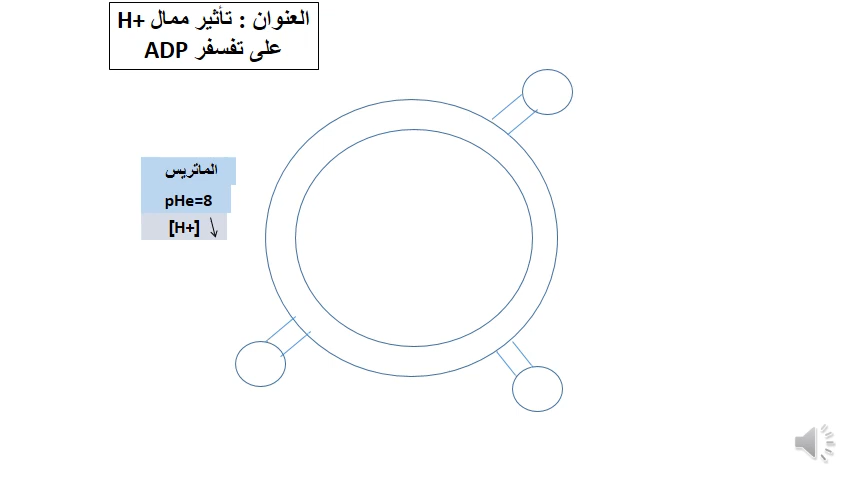 العنوان : تأثير ممال H+
على تفسفر ADP
الماتريس
pHe=8
[H+] ↘